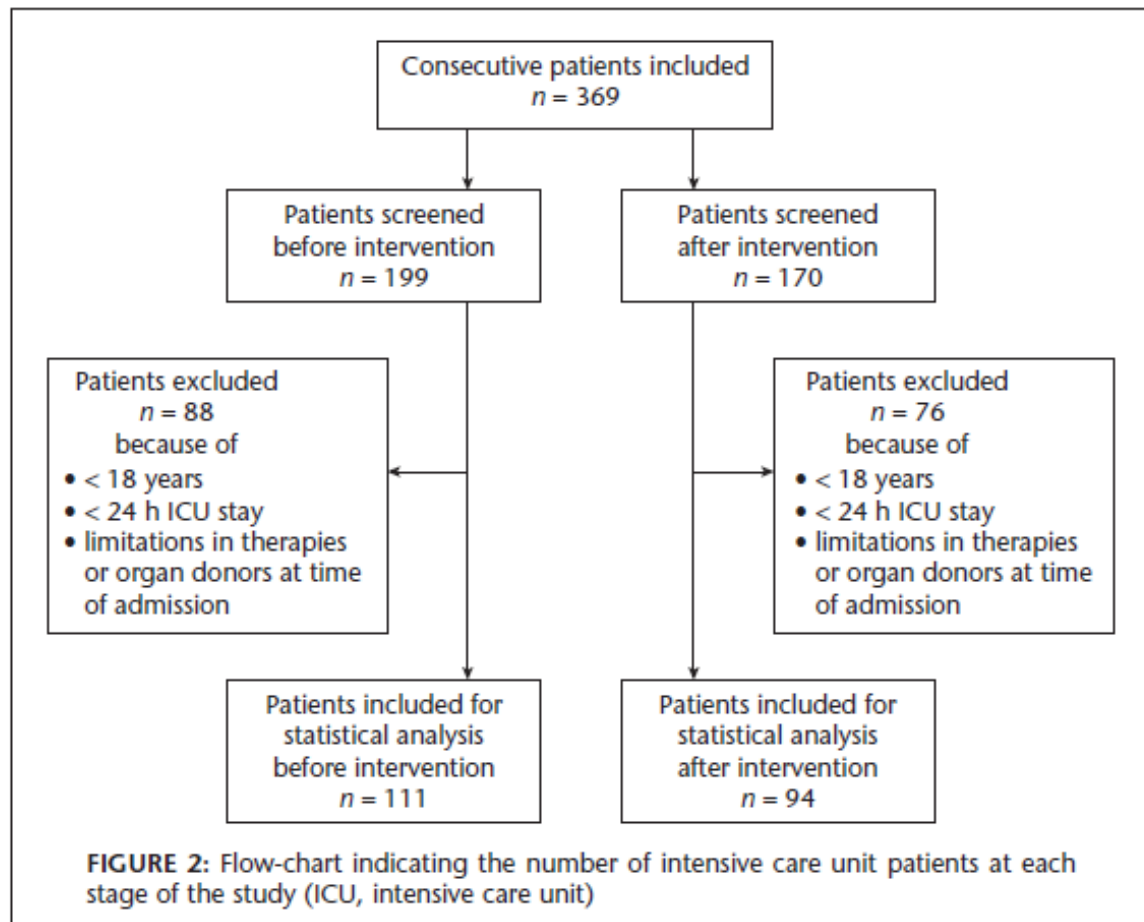 Consecutive patients included
n = 369
Patients screened
before intervention
n = 199
Patients screened
after intervention
n = 170
Patients excluded
n = 88
because of
• < 18 years
• < 24 h ICU stay
• limitations in therapies
or organ donors at time
of admission
Patients excluded
n = 76
because of
• < 18 years
• < 24 h ICU stay
• limitations in therapies
or organ donors at time
of admission
Patients included for
statistical analysis
before intervention
n = 111
Patients included for
statistical analysis
after intervention
n = 94
FIGURE 2: Flow-chart indicating the number of intensive care unit patients at each
stage of the study (ICU, intensive care unit)